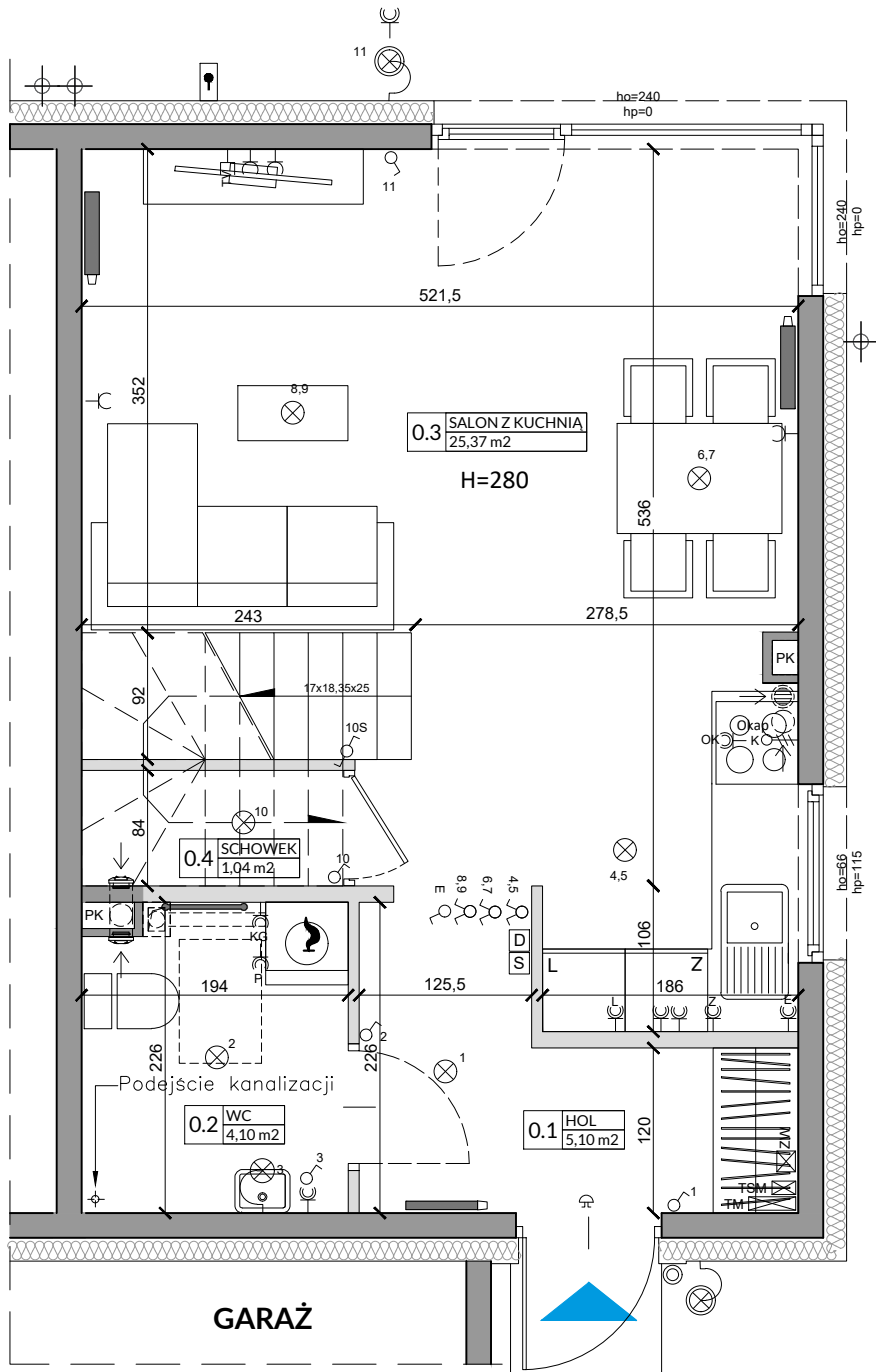 11
ho=240
hp=0
11
ho=240
hp=0
521,5
352
8,9
0.3 SALON Z KUCHNIĄ
25,37 m2
H=280
6,7
536
243
278,5
PK
92
17x18,35x25
10S
Okap
OK
K
84
10
0.4 SCHOWEK
1,04 m2
10
4,5
ho=66
hp=115
E
8,9
6,7
4,5
PK
KG
P
D
S
106
L
Z
194
125,5
186
L
Z
E
2
226
2
226
1
Podejście kanalizacji
0.2 WC
4,10 m2
0.1 HOL
5,10 m2
120
MZ
3
3
TSM
TM
1
GARAŻ